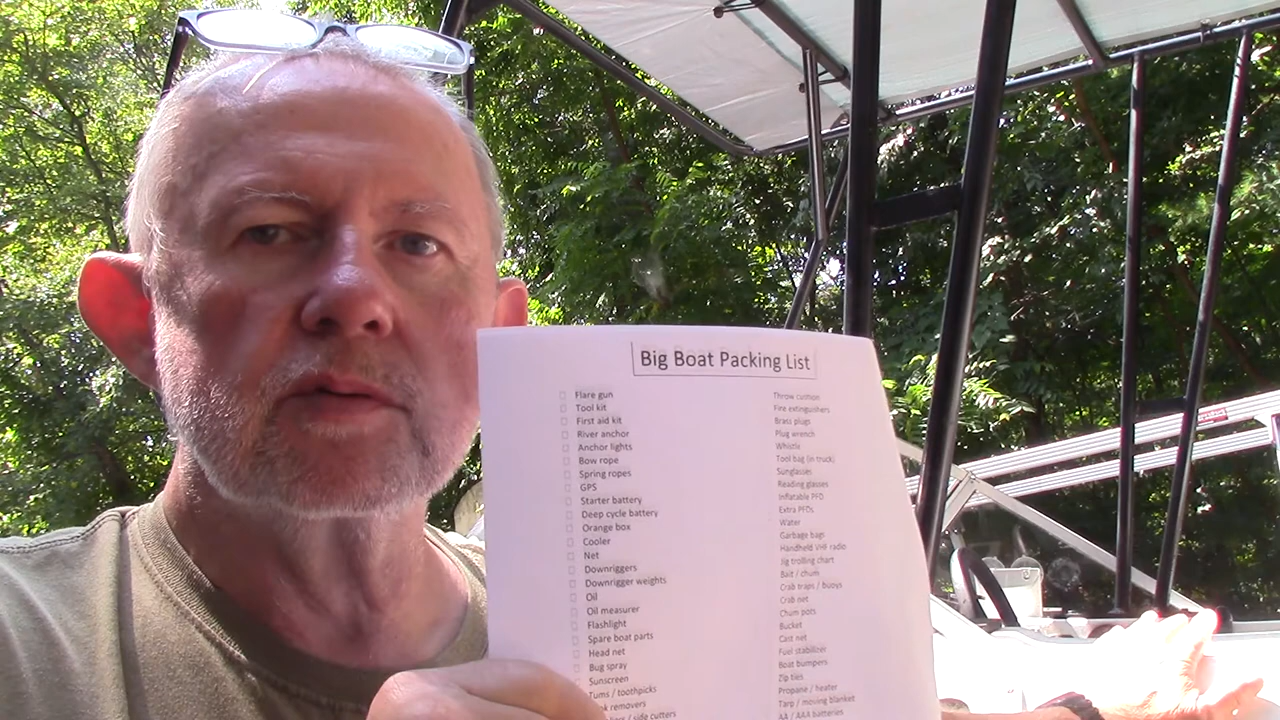 Big Boat Packing List
Flare gun
Tool kit
First aid kit
River anchor
Anchor lights
Bow rope
Spring ropes
GPS
Starter battery
Deep cycle battery
Orange box
Cooler
Net
Downriggers
Downrigger weights
Oil
Oil measurer
Flashlight
Spare boat parts
Head net
Bug spray
Sunscreen
Tums / toothpicks
removers
/ side cutters
Throw cushion
Fire extinguishers
Brass plugs
Plug wrench
Whistle
Tool bag (in truck)
Sunglasses
Reading glasses
Inflatable PFD
Extra PFDs
Water
Garbage bags
Handheld VHF radio
Jig trolling chart
Bait / chum
Crab traps / buoys
Crab net
Chum pots
Bucket
Cast net
Fuel stabilizer
Boat bumpers
Zip ties
Propane / heater
Tarp / moving blanket
AA / AAA batteries